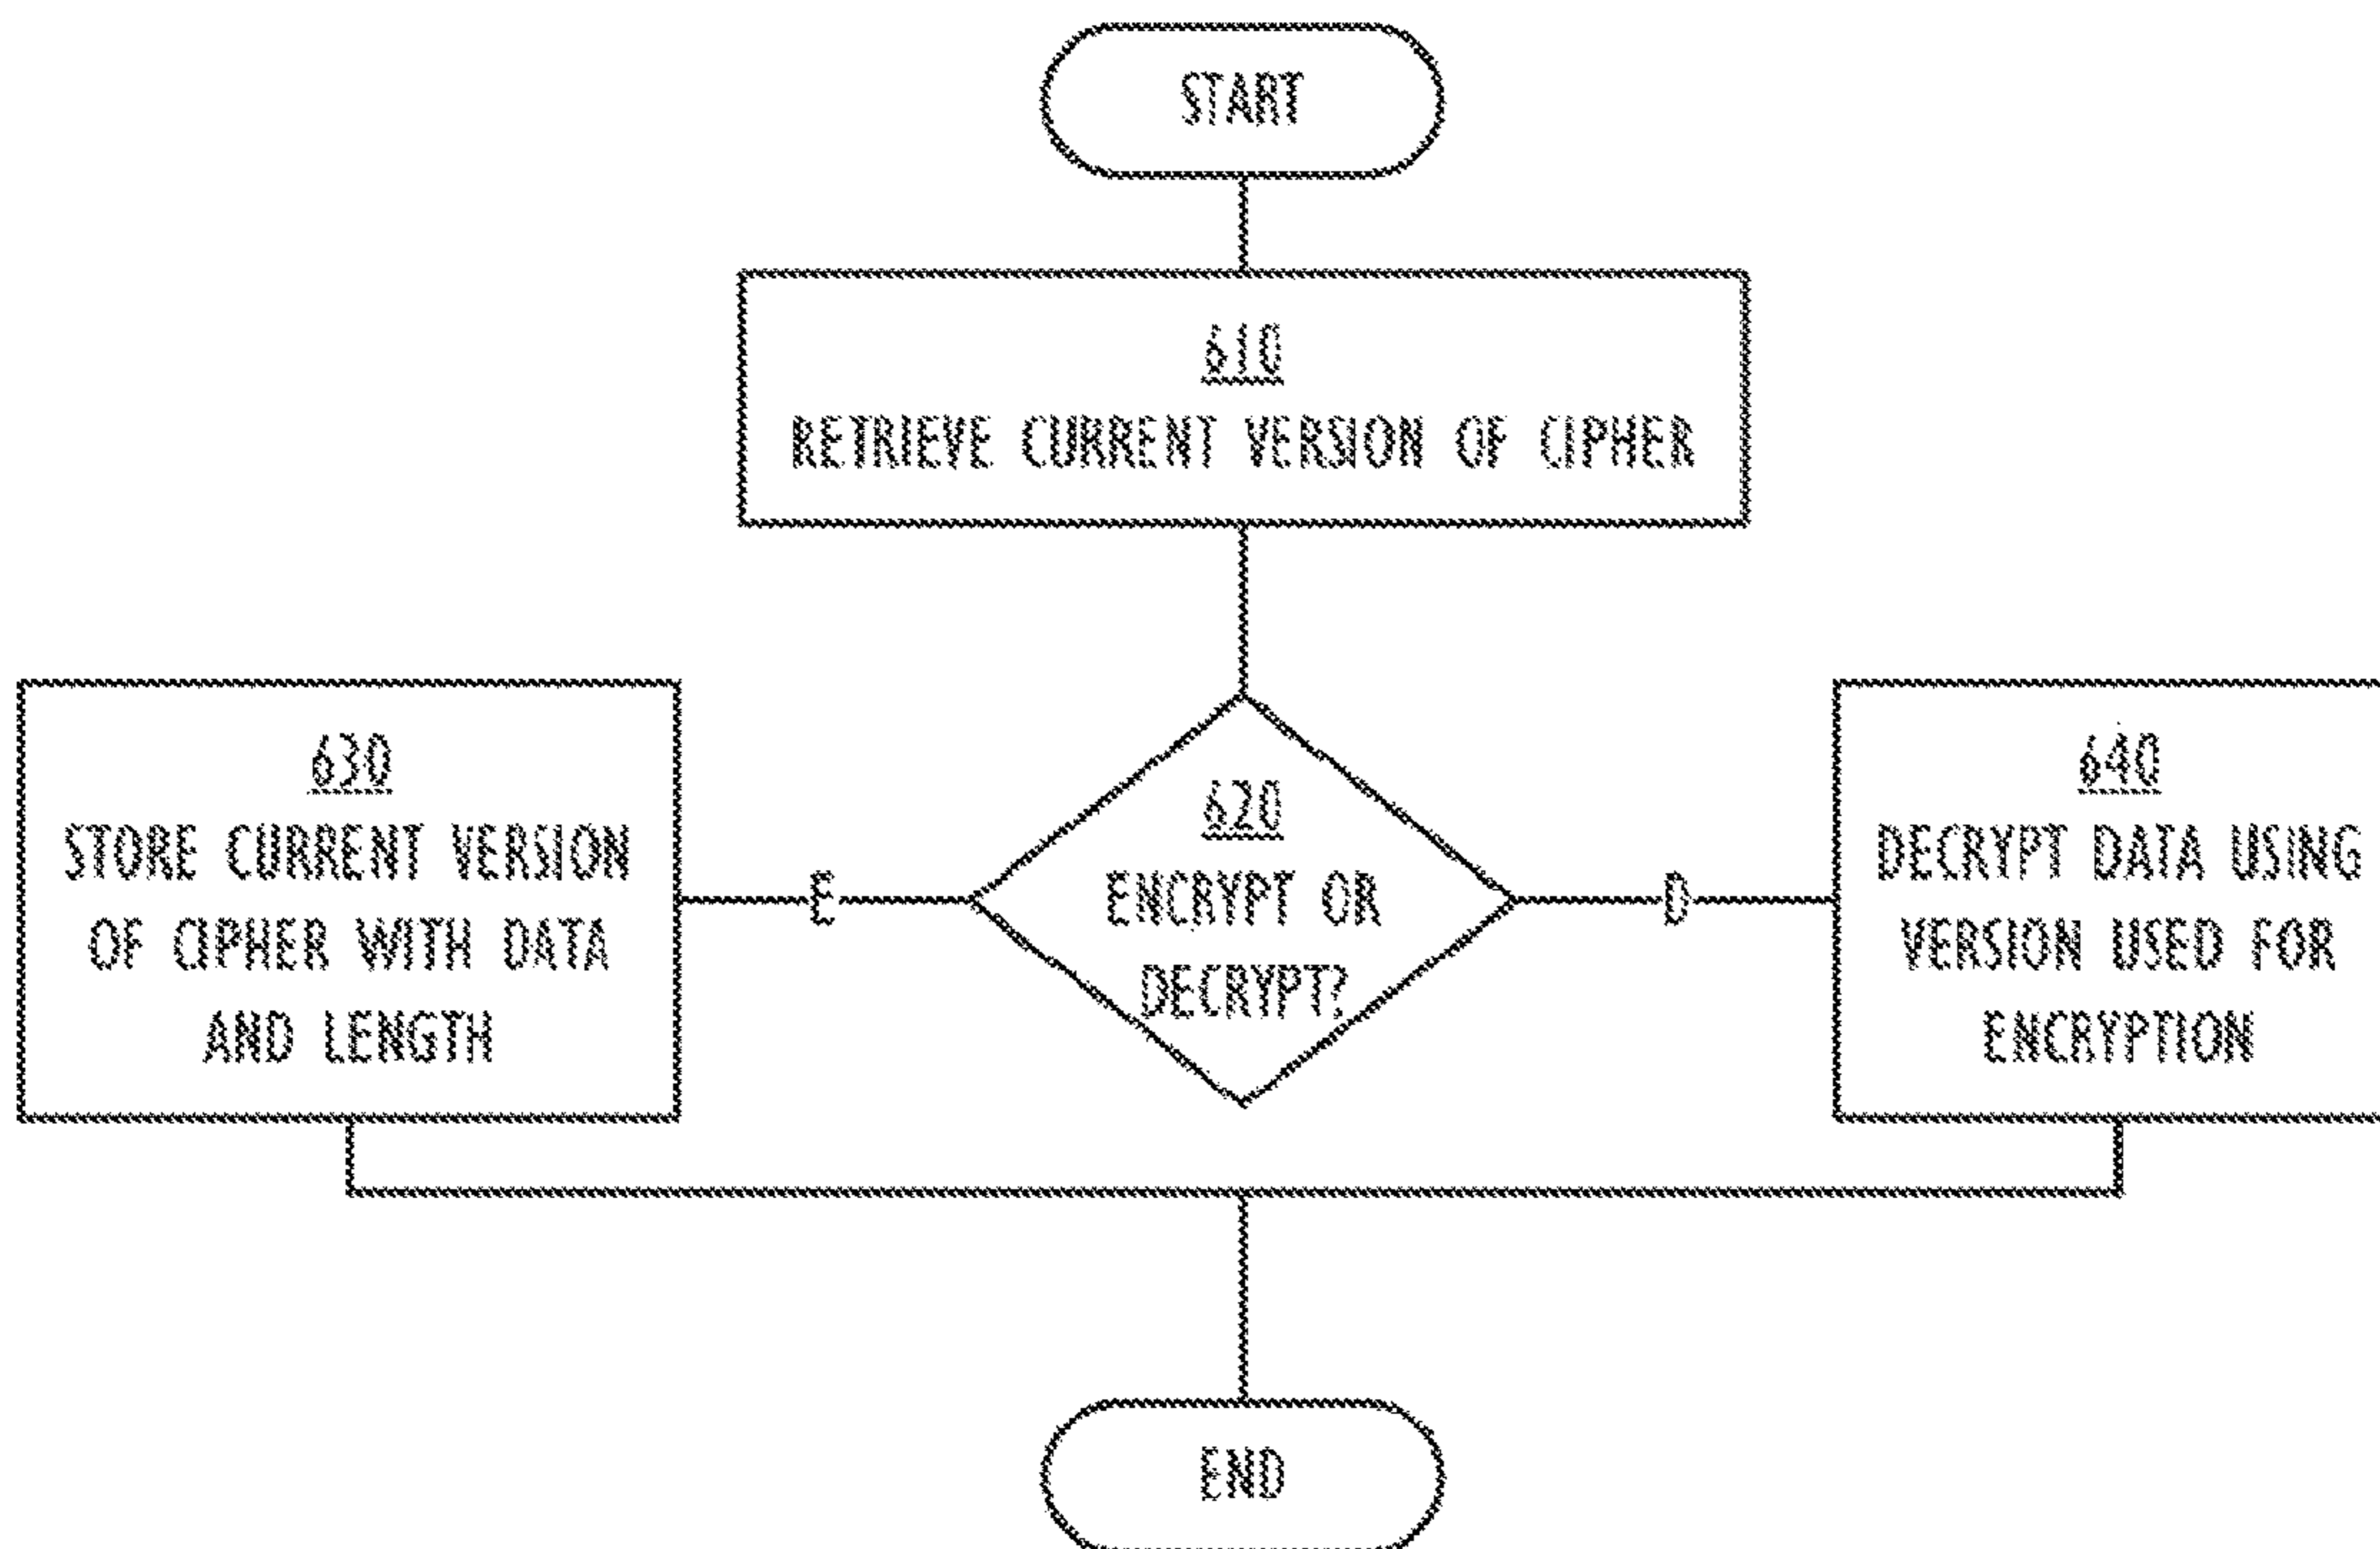 START
610
RETRIEVE CURRENT VERSION OF CIPHER
630
STORE CURRENT VERSION
OF CIPHER WITH DATA
AND LENGTH
E
620
ENCRYPT OR
DECRYPT?
D
640
DECRYPT DATA USING
VERSION USED FOR
ENCRYPTION
END